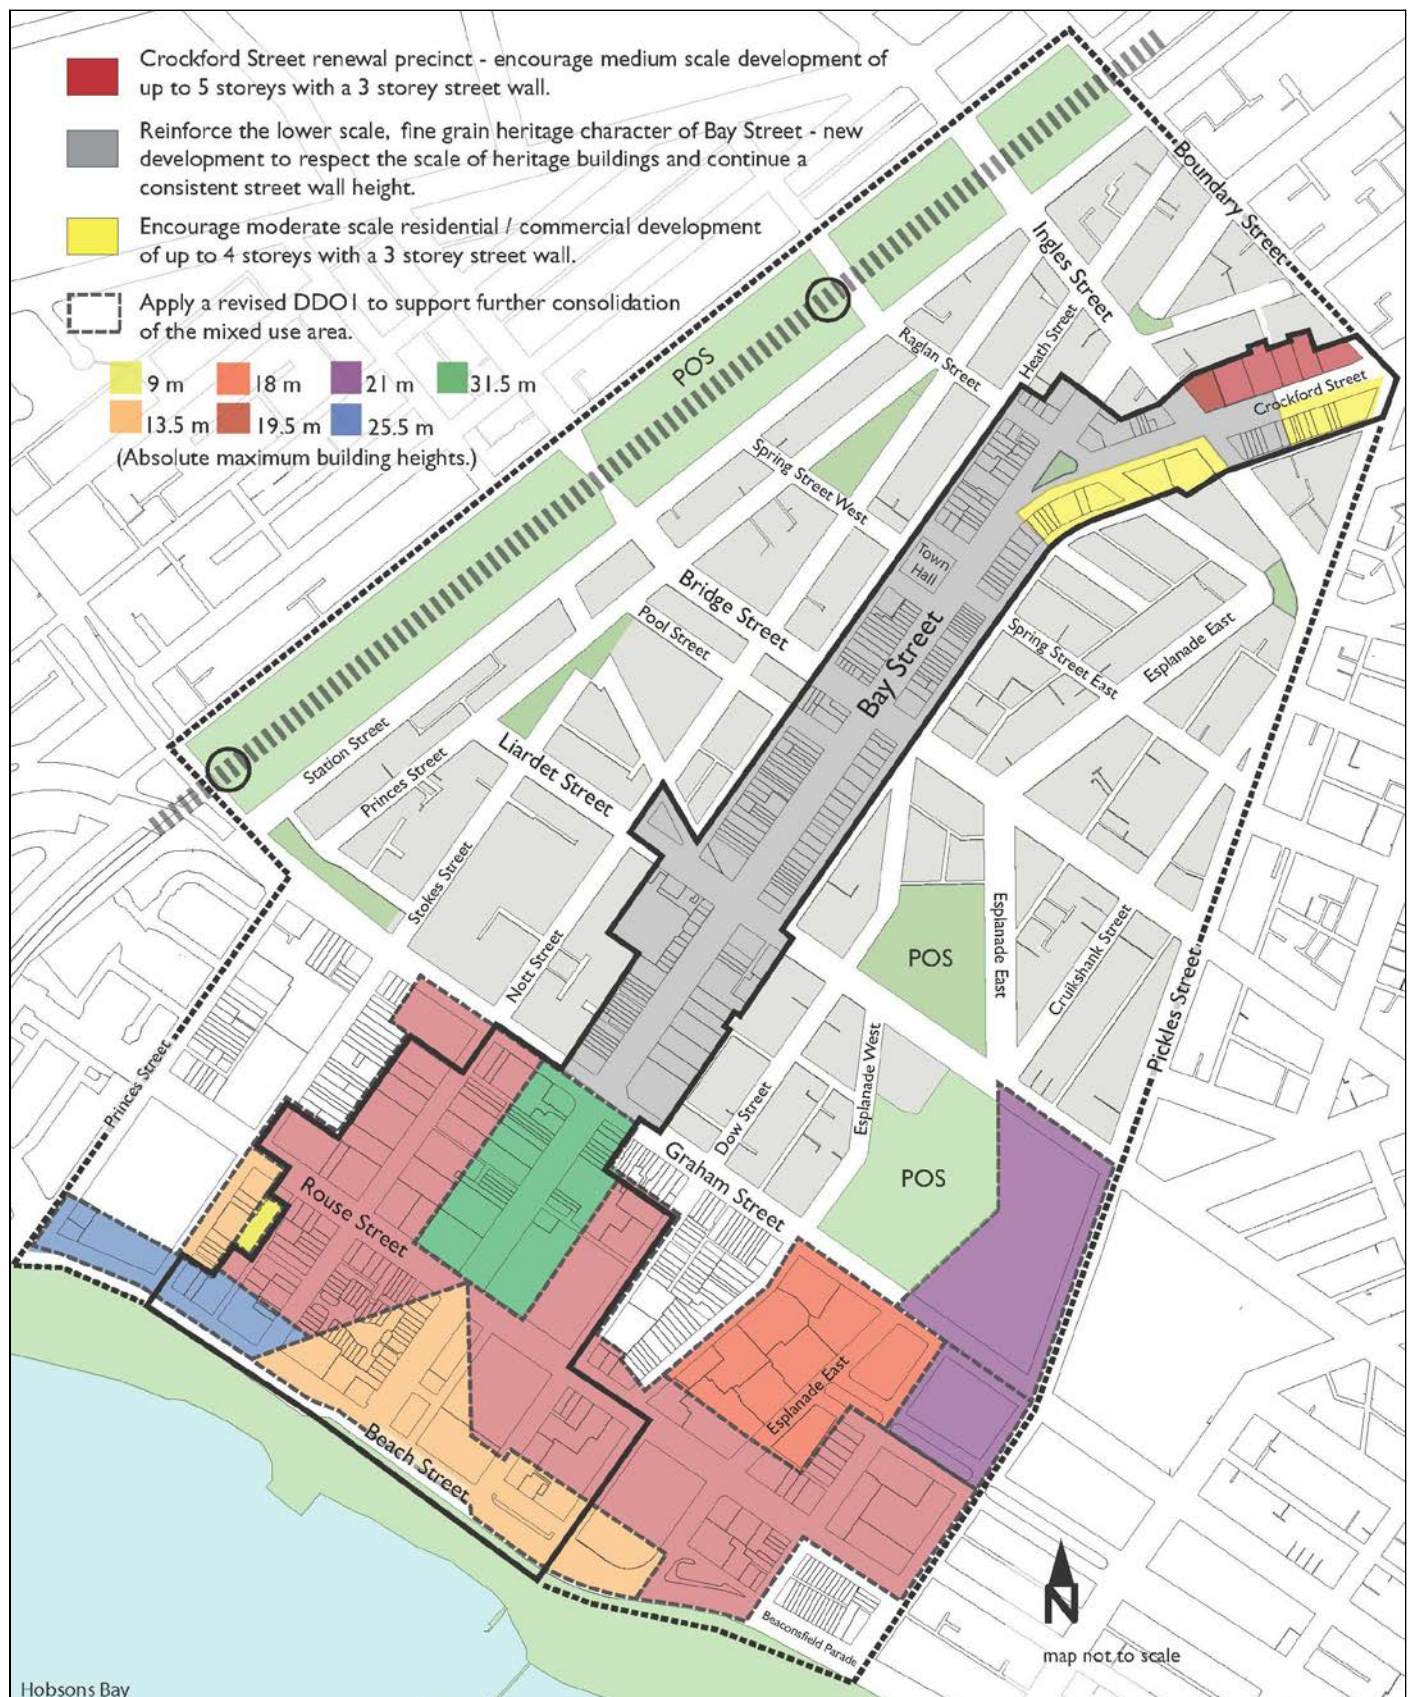 Crockford Street renewal precinct - encourage medium scale development of
up to 5 storeys with a 3 storey street wall.
Reinforce the lower scale, fine grain heritage character of Bay Street - new
development to respect the scale of heritage buildings and continue a
consistent street wall height.
Encourage moderate scale residential / commercial development
of up to 4 storeys with a 3 storey street wall.
Apply a revised DDO1 to support further consolidation
of the mixed use area.
9 m
18 m
21 m
31.5 m
13.5 m
19.5 m
25.5 m
(Absolute maximum building heights.)
Boundary Street
Ingles Street
Heath Street
Raglan Street
POS
Crockford Street
Spring Street West
Town
Hall
Bridge Street
Pool Street
Bay Street
Spring Street East
Esplanade East
Station Street
Princes Street
Liardet Street
Stokes Street
Nott Street
POS
Esplanade East
Cruikshank Street
Pickles Street
Princes Street
Esplanade West
Dow Street
Graham Street
POS
Rouse Street
Esplanade East
Beach Street
Beaconsfield Parade
N
map not to scale
Hobsons Bay